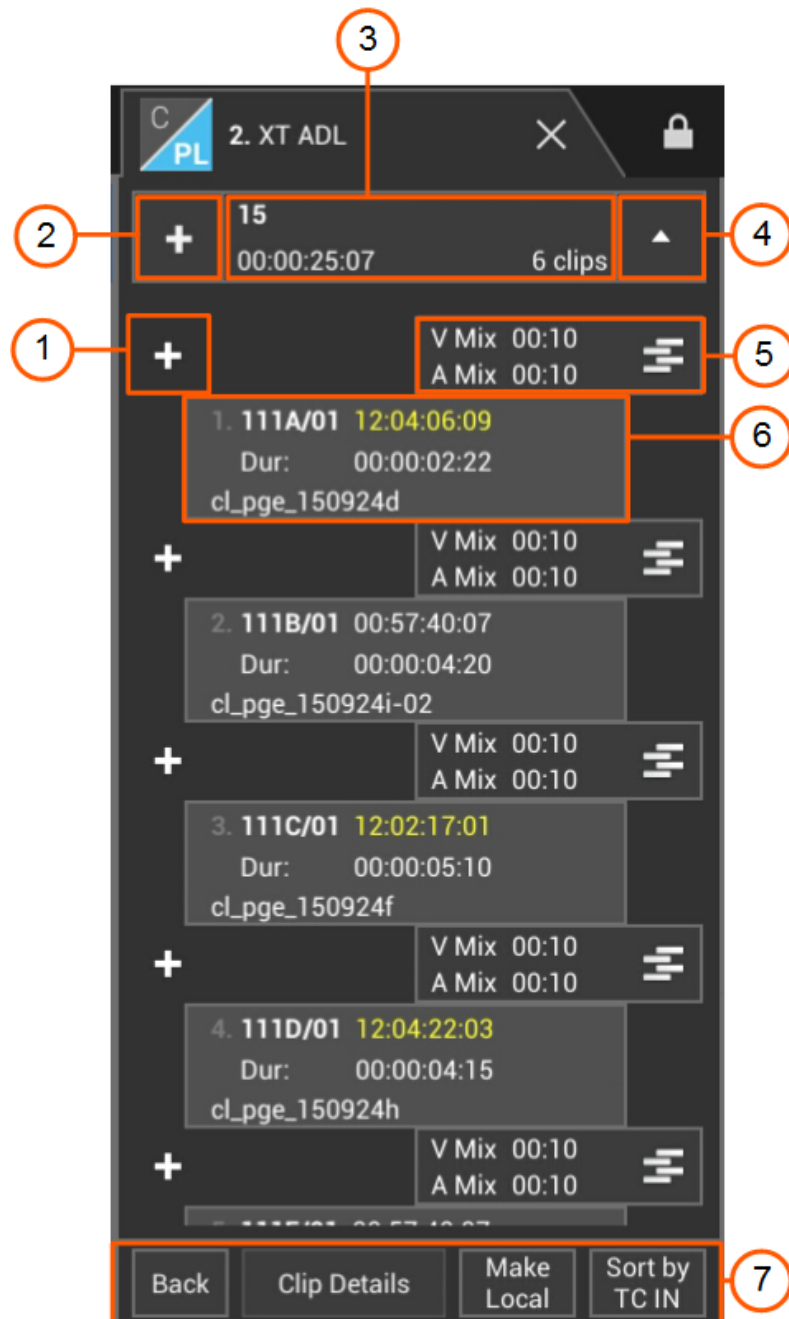 3
C
PL
2. XT ADL
2
15
00:00:25:07 6 clips
4
1
V Mix 00:10
A Mix 00:10
5
1. 111A/01 12:04:06:09
Dur: 00:00:02:22
cl_pge_150924d
6
V Mix 00:10
A Mix 00:10
2. 111B/01 00:57:40:07
Dur: 00:00:04:20
cl_pge_150924i-02
V Mix 00:10
A Mix 00:10
3. 111C/01 12:02:17:01
Dur: 00:00:05:10
cl_pge_150924f
V Mix 00:10
A Mix 00:10
4. 111D/01 12:04:22:03
Dur: 00:00:04:15
cl_pge_150924h
V Mix 00:10
A Mix 00:10
Back
Clip Details
Make
Local
Sort by
TC IN
7